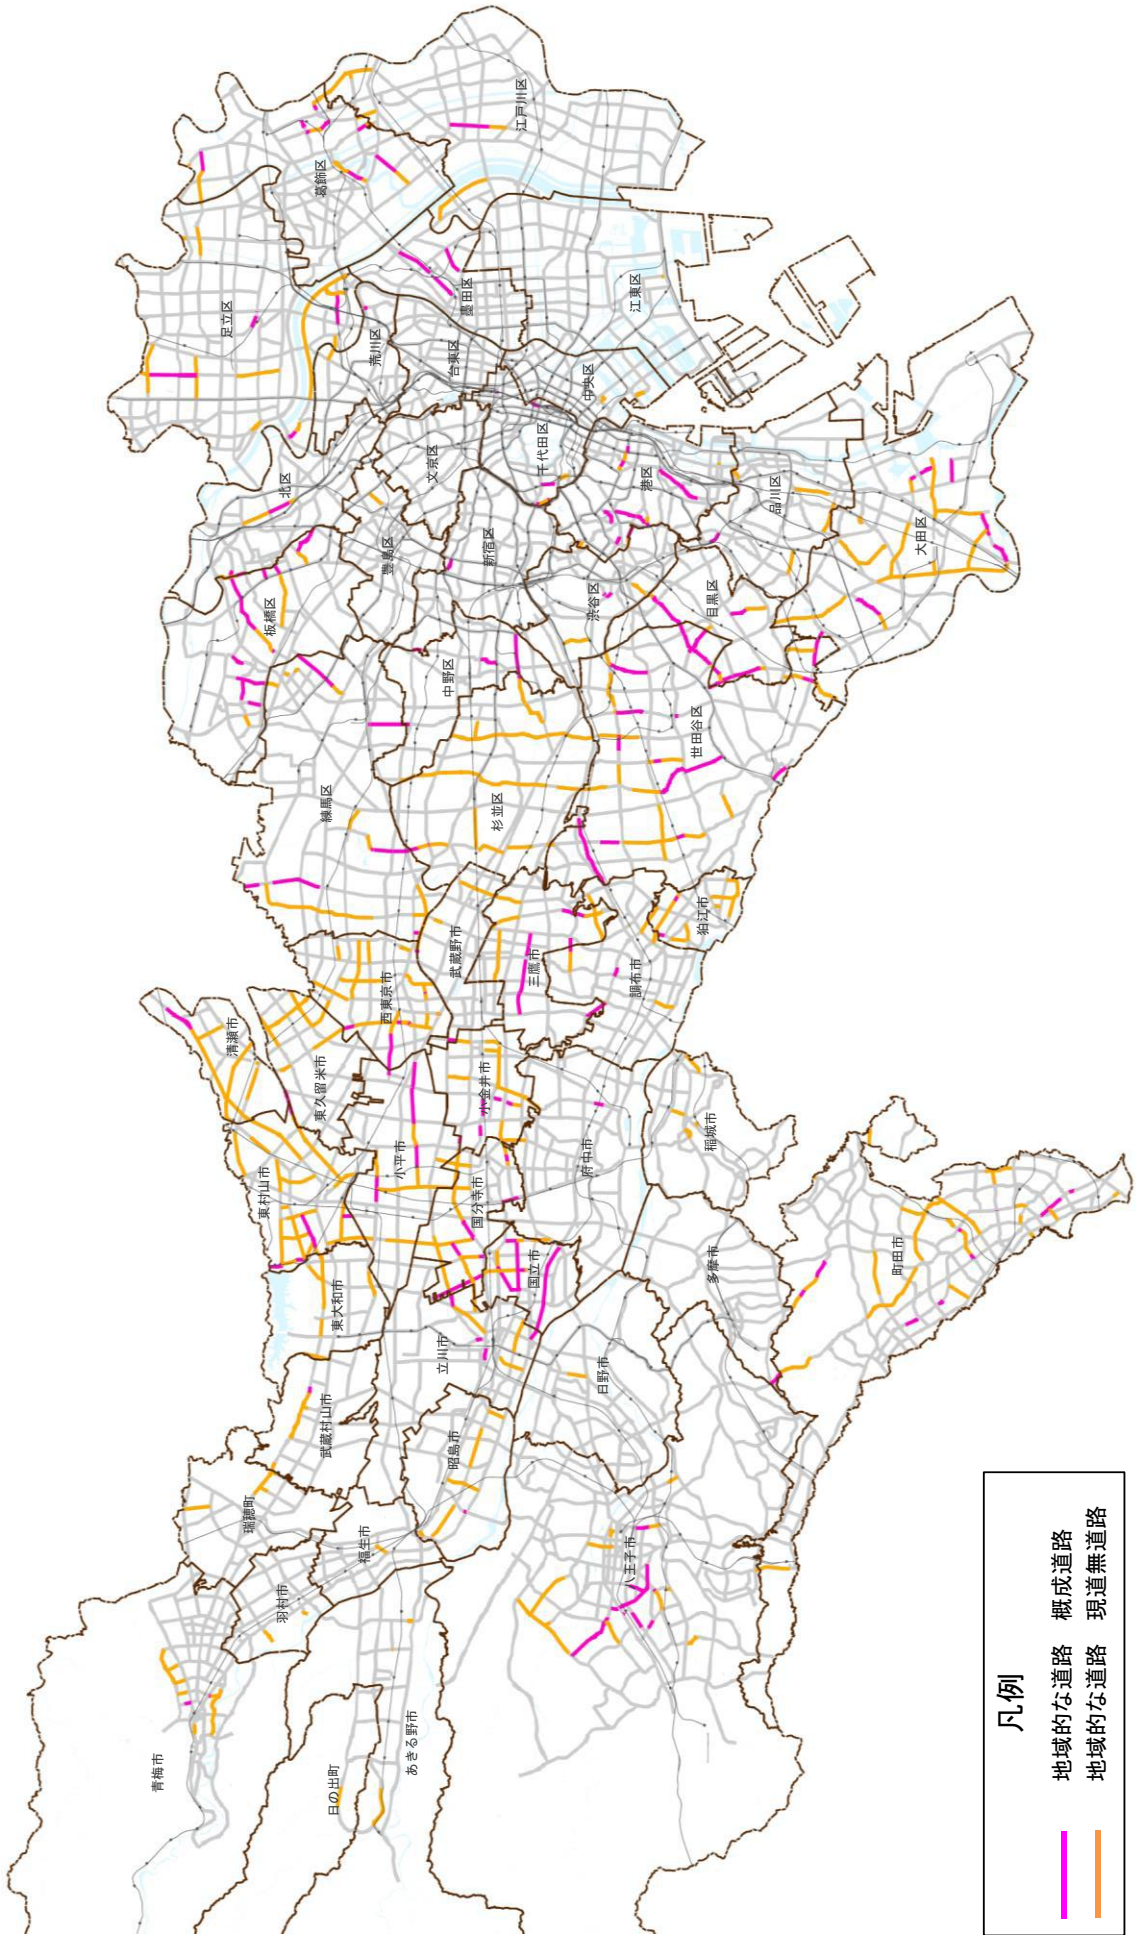 青梅市
日の出町
あきる野市
羽村市
瑞穂町
福生市
武蔵村山市
昭島市
八王子市
東大和市
立川市
日野市
東村山市
小平市
国分寺市
国立市
府中市
多摩市
稲城市
町田市
清瀬市
東久留米市
西東京市
小金井市
武蔵野市
三鷹市
調布市
狛江市
練馬区
杉並区
世田谷区
板橋区
中野区
豊島区
新宿区
渋谷区
目黒区
北区
文京区
千代田区
港区
品川区
大田区
足立区
荒川区
台東区
中央区
墨田区
江東区
葛飾区
江戸川区
凡例
地域的な道路 概成道路
地域的な道路 現道無道路